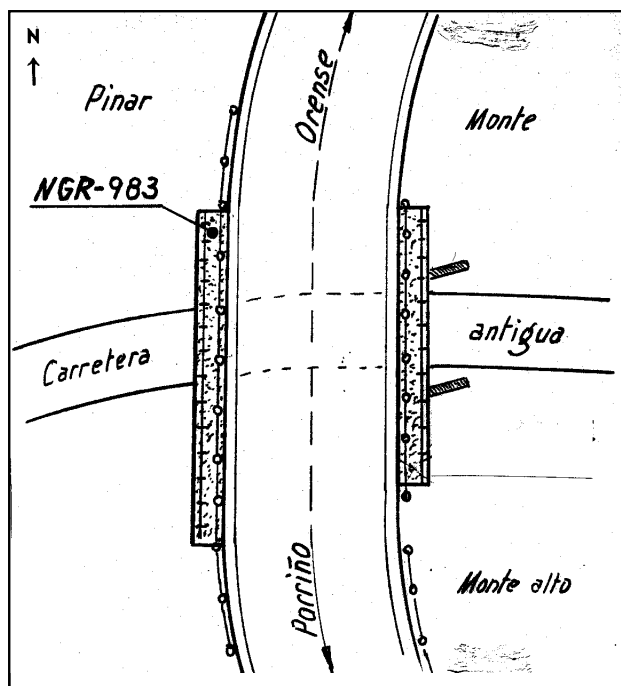 N
Pinar
Orense
Monte
NGR-983
Carretera
antigua
Porriño
Monte alto